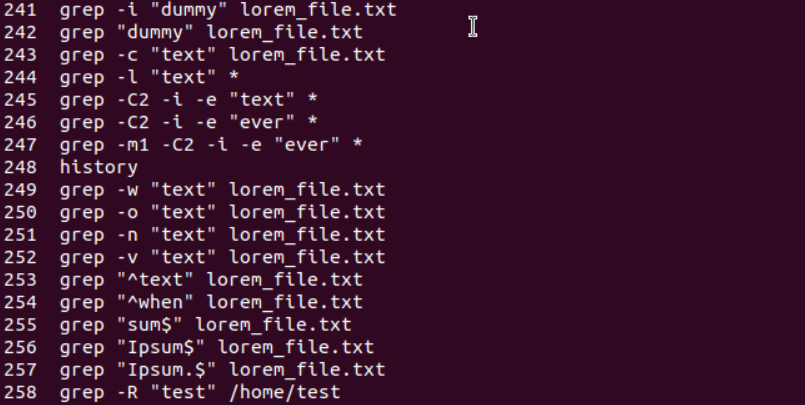 241 grep -i "dummy" lorem_file.txt
242 grep "dummy" lorem_file.txt
243 grep -c "text" lorem_file.txt
244 grep -l "text" *
245 grep -C2 -i -e "text" *
246 grep -C2 -i -e "ever" *
247 grep -m1 -C2 -i -e "ever" *
248 history
249 grep -w "text" lorem_file.txt
250 grep -o "text" lorem_file.txt
251 grep -n "text" lorem_file.txt
252 grep -v "text" lorem_file.txt
253 grep "^text" lorem_file.txt
254 grep "^when" lorem_file.txt
255 grep "sum$" lorem_file.txt
256 grep "Ipsum$" lorem_file.txt
257 grep "Ipsum.$" lorem_file.txt
258 grep -R "test" /home/test